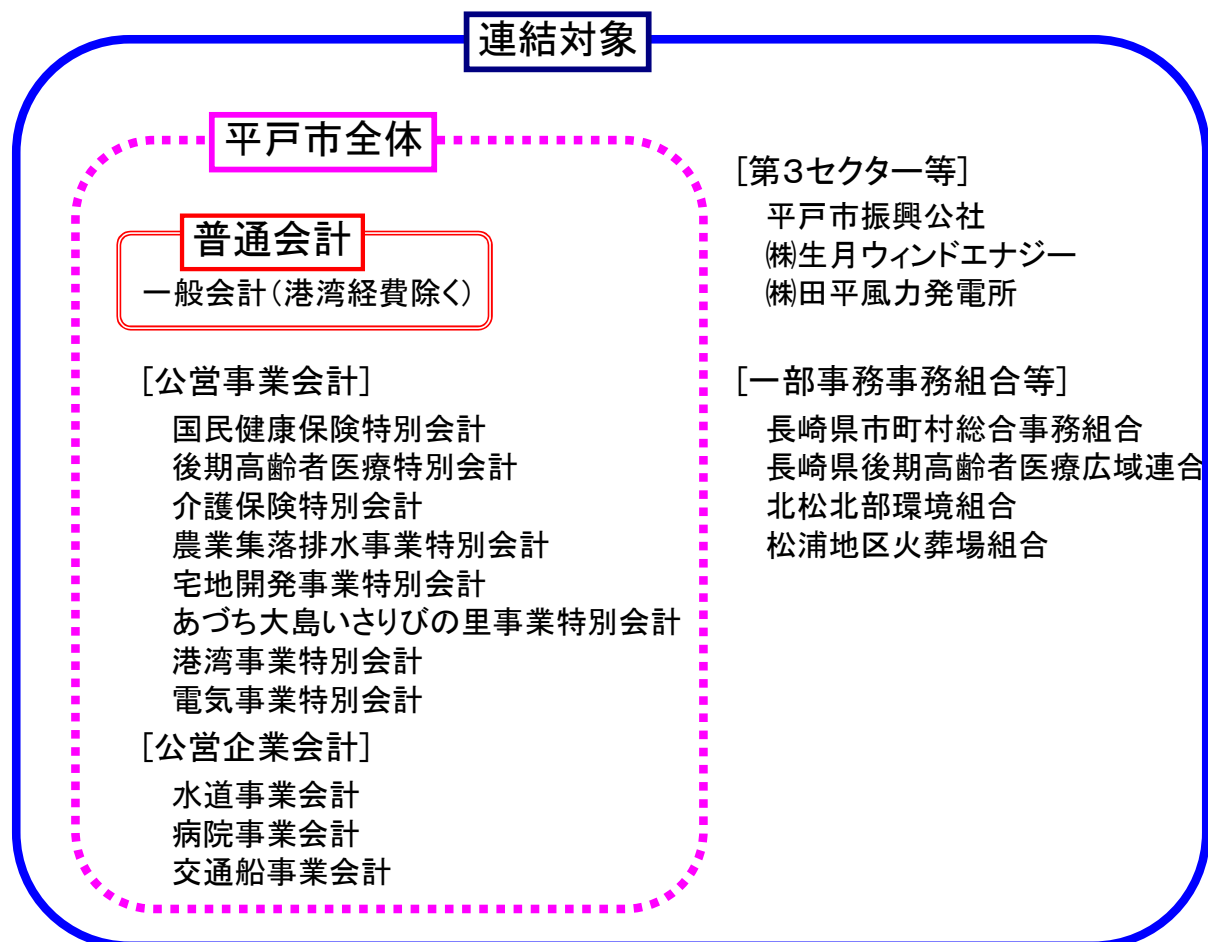 連結対象
平戸市全体
普通会計
一般会計(港湾経費除く)
[公営事業会計]
国民健康保険特別会計
後期高齢者医療特別会計
介護保険特別会計
農業集落排水事業特別会計
宅地開発事業特別会計
あづち大島いさりびの里事業特別会計
港湾事業特別会計
電気事業特別会計
[公営企業会計]
水道事業会計
病院事業会計
交通船事業会計
[第3セクター等]
平戸市振興公社
㈱生月ウィンドエナジー
㈱田平風力発電所
[一部事務事務組合等]
長崎県市町村総合事務組合
長崎県後期高齢者医療広域連合
北松北部環境組合
松浦地区火葬場組合